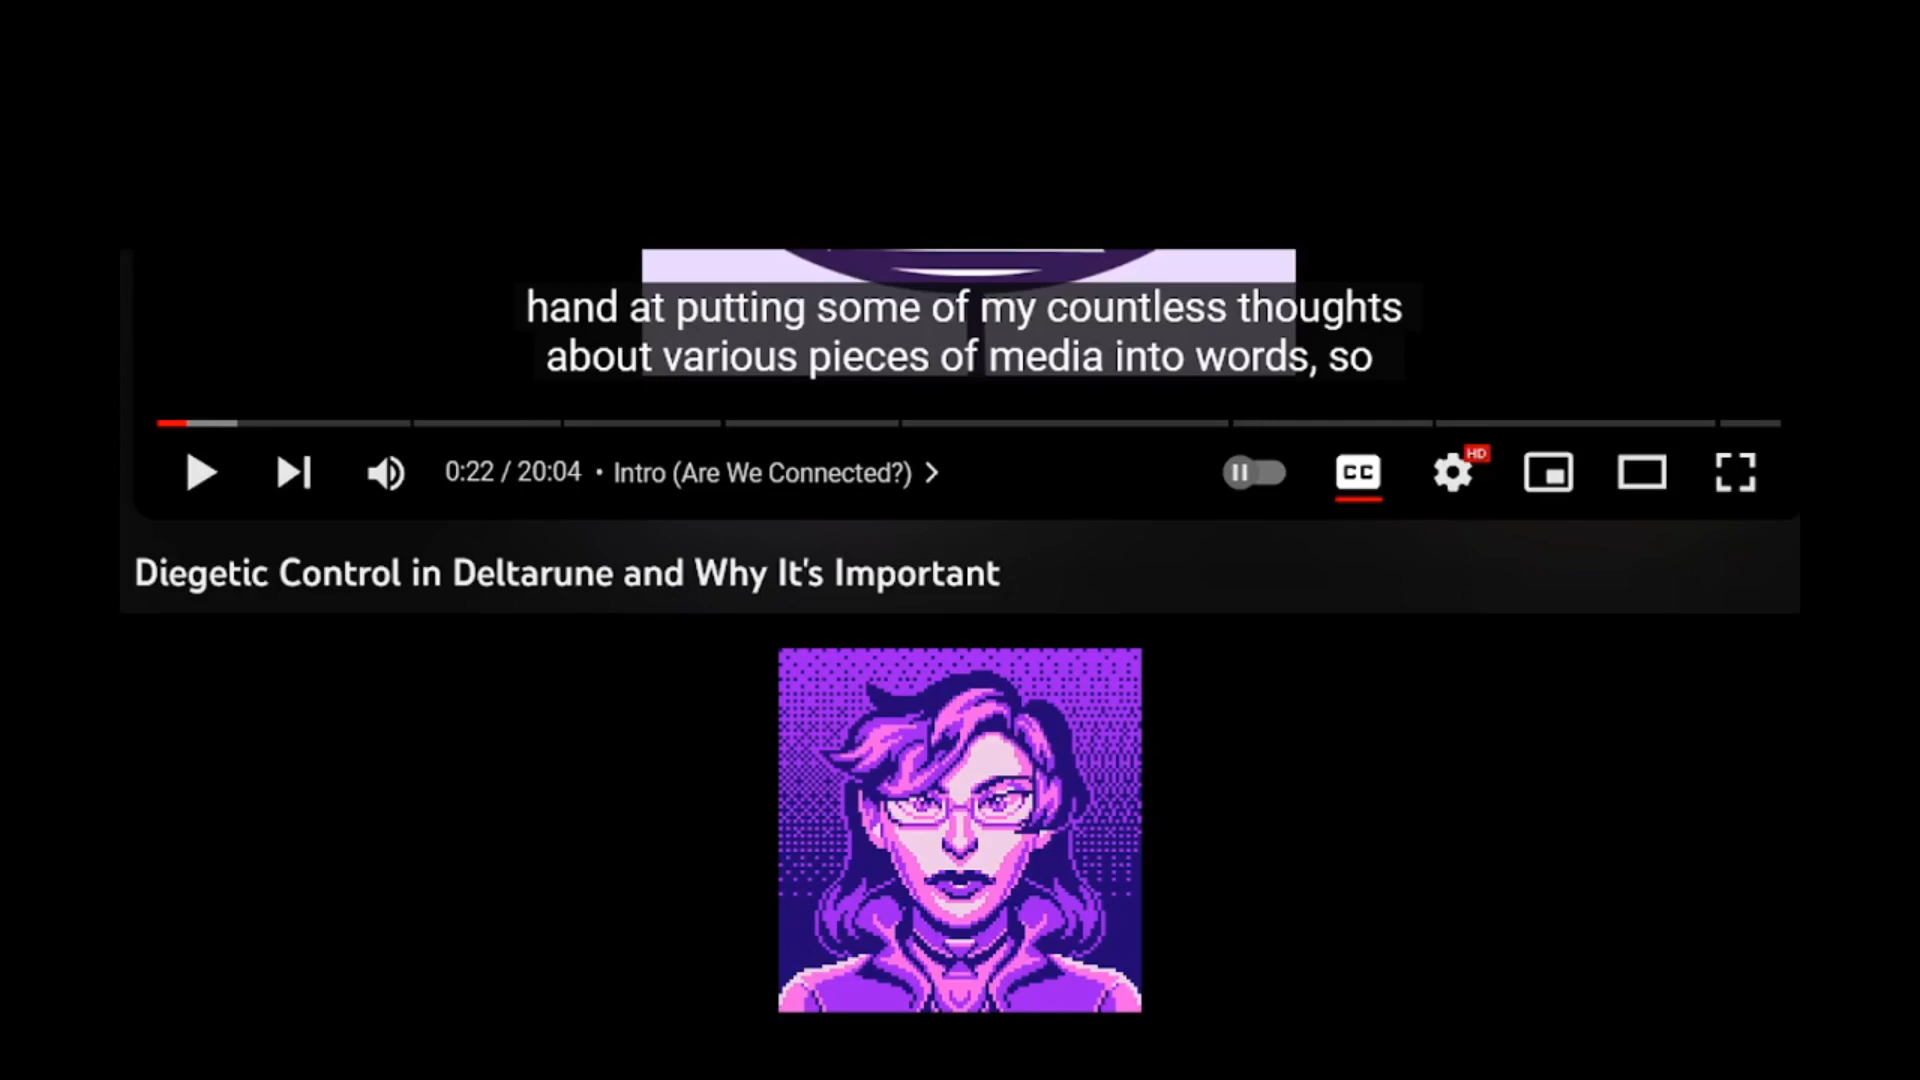 hand at putting some of my countless thoughts
about various pieces of media into words, so
0:22 / 20:04 • Intro (Are We Connected?)
CC
HD
Diegetic Control in Deltarune and Why It's Important